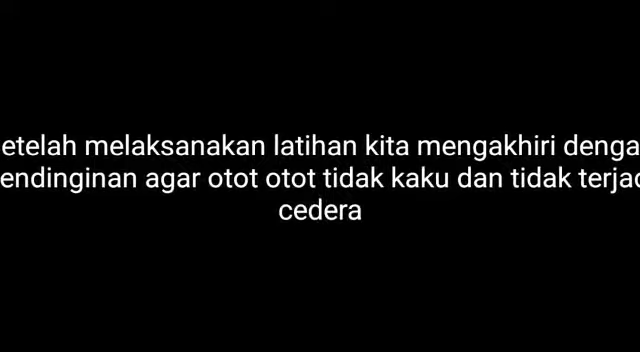 etelah melaksanakan latihan kita mengakhiri denga
endinginan agar otot otot tidak kaku dan tidak terjad
cedera